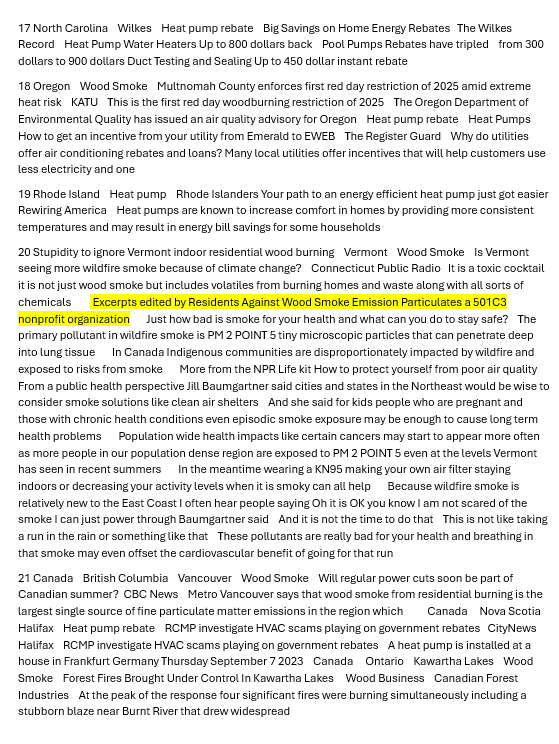 17 North Carolina Wilkes Heat pump rebate Big Savings on Home Energy Rebates The Wilkes
Record Heat Pump Water Heaters Up to 800 dollars back Pool Pumps Rebates have tripled from 300
dollars to 900 dollars Duct Testing and Sealing Up to 450 dollar instant rebate
18 Oregon Wood Smoke Multnomah County enforces first red day restriction of 2025 amid extreme
heat risk KATU This is the first red day woodburning restriction of 2025 The Oregon Department of
Environmental Quality has issued an air quality advisory for Oregon Heat pump rebate Heat Pumps
How to get an incentive from your utility from Emerald to EWEB The Register Guard Why do utilities
offer air conditioning rebates and loans? Many local utilities offer incentives that will help customers use
less electricity and one
19 Rhode Island Heat pump Rhode Islanders Your path to an energy efficient heat pump just got easier
Rewiring America Heat pumps are known to increase comfort in homes by providing more consistent
temperatures and may result in energy bill savings for some households
20 Stupidity to ignore Vermont indoor residential wood burning Vermont Wood Smoke Is Vermont
seeing more wildfire smoke because of climate change? Connecticut Public Radio It is a toxic cocktail
it is not just wood smoke but includes volatiles from burning homes and waste along with all sorts of
chemicals Excerpts edited by Residents Against Wood Smoke Emission Particulates a 501C3
nonprofit organization Just how bad is smoke for your health and what can you do to stay safe? The
primary pollutant in wildfire smoke is PM 2 POINT 5 tiny microscopic particles that can penetrate deep
into lung tissue In Canada Indigenous communities are disproportionately impacted by wildfire and
exposed to risks from smoke More from the NPR Life kit How to protect yourself from poor air quality
From a public health perspective Jill Baumgartner said cities and states in the Northeast would be wise to
consider smoke solutions like clean air shelters And she said for kids people who are pregnant and
those with chronic health conditions even episodic smoke exposure may be enough to cause long term
health problems Population wide health impacts like certain cancers may start to appear more often
as more people in our population dense region are exposed to PM 2 POINT 5 even at the levels Vermont
has seen in recent summers In the meantime wearing a KN95 making your own air filter staying
indoors or decreasing your activity levels when it is smoky can all help Because wildfire smoke is
relatively new to the East Coast I often hear people saying Oh it is OK you know I am not scared of the
smoke I can just power through Baumgartner said And it is not the time to do that This is not like taking
a run in the rain or something like that These pollutants are really bad for your health and breathing in
that smoke may even offset the cardiovascular benefit of going for that run
21 Canada British Columbia Vancouver Wood Smoke Will regular power cuts soon be part of
Canadian summer? CBC News Metro Vancouver says that wood smoke from residential burning is the
largest single source of fine particulate matter emissions in the region which Canada Nova Scotia
Halifax Heat pump rebate RCMP investigate HVAC scams playing on government rebates CityNews
Halifax RCMP investigate HVAC scams playing on government rebates A heat pump is installed at a
house in Frankfurt Germany Thursday September 7 2023 Canada Ontario Kawartha Lakes Wood
Smoke Forest Fires Brought Under Control In Kawartha Lakes Wood Business Canadian Forest
Industries At the peak of the response four significant fires were burning simultaneously including a
stubborn blaze near Burnt River that drew widespread